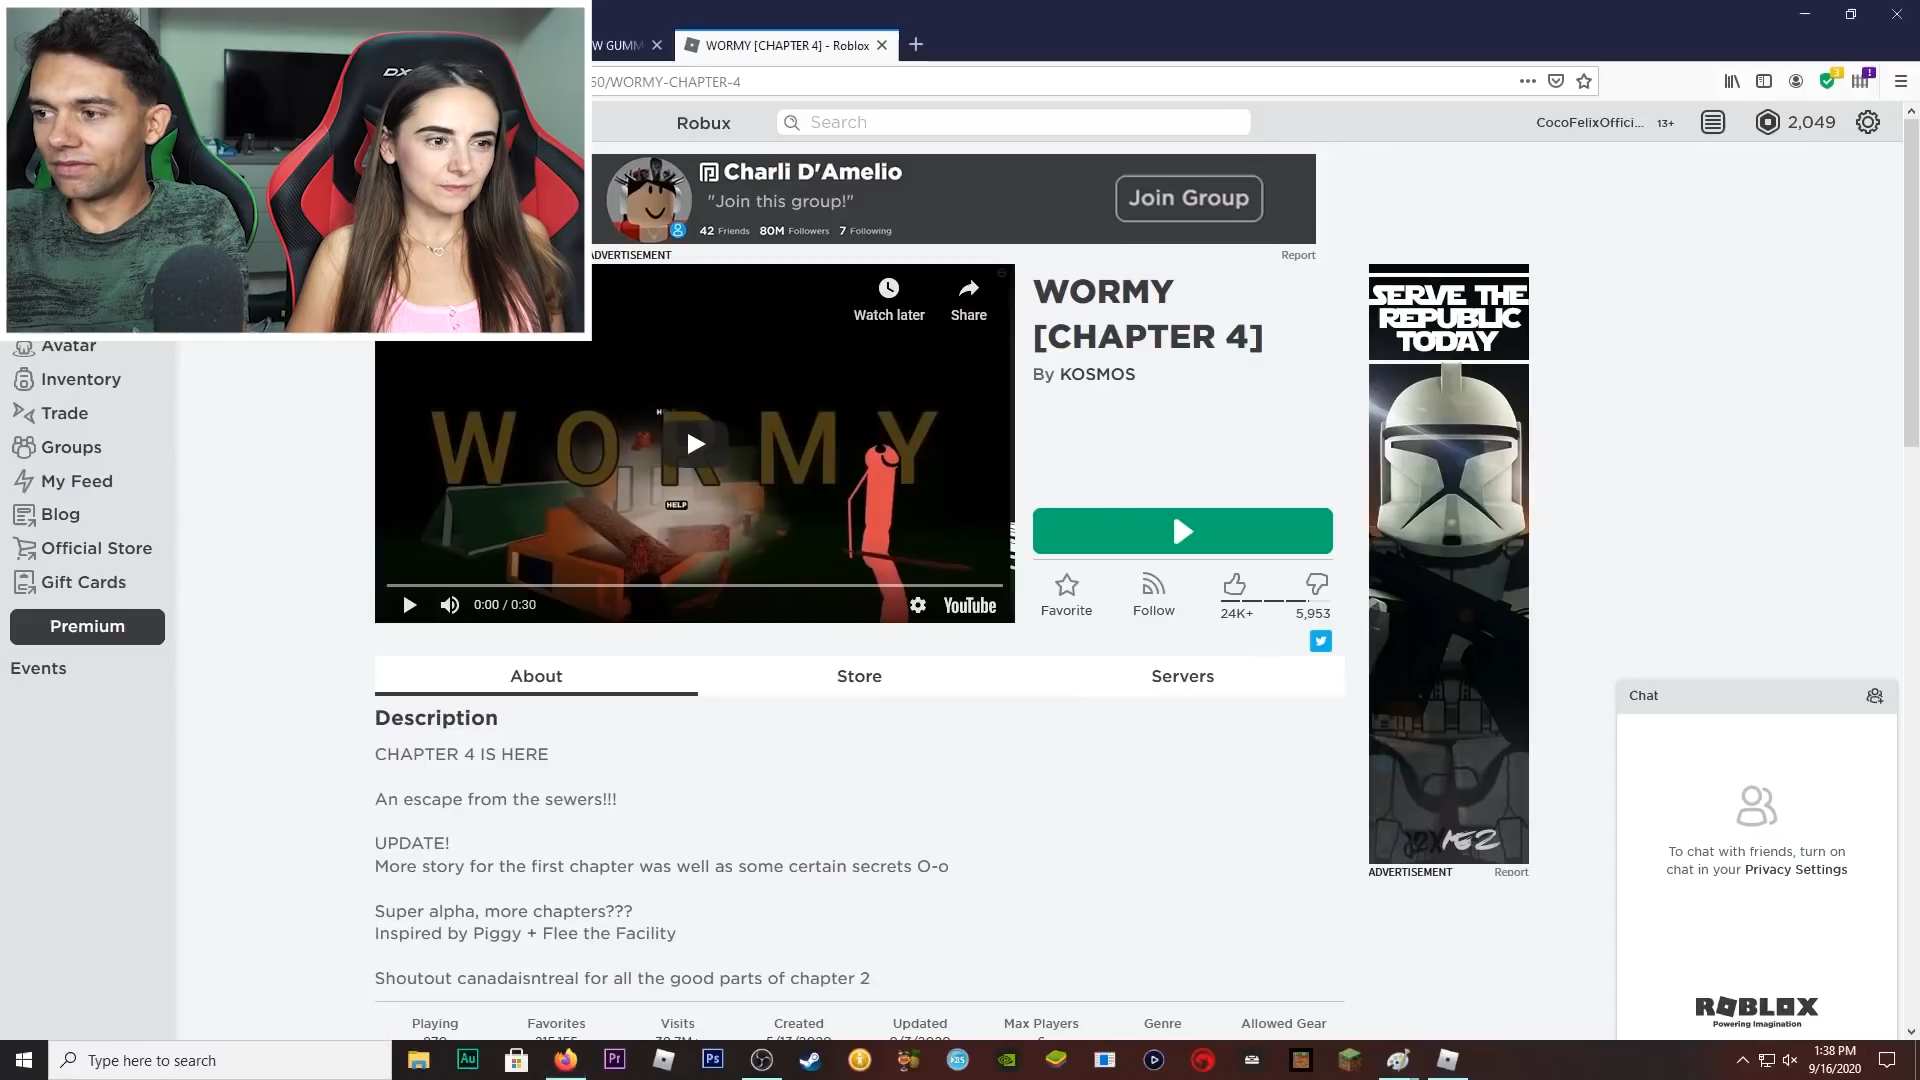 DX
W GUMM
WORMY [CHAPTER 4] - Roblox
60/WORMY-CHAPTER-4
3
Robux
Search
CocoFelixOffici... 13+
2,049
Charli D'Amelio
"Join this group!"
42 Friends 80M Followers 7 Following
Join Group
ADVERTISEMENT
Report
Avatar
Inventory
Trade
Groups
My Feed
Blog
Official Store
Gift Cards
Premium
Events
Watch later
Share
WORMY
HELP
0:00 / 0:30
YouTube
WORMY
[CHAPTER 4]
By KOSMOS
Favorite
Follow
24K+
5,953
SERVE THE
REPUBLIC
TODAY
ADVERTISEMENT
Report
About
Store
Servers
Description
CHAPTER 4 IS HERE
An escape from the sewers!!!
UPDATE!
More story for the first chapter was well as some certain secrets O-o
Super alpha, more chapters???
Inspired by Piggy + Flee the Facility
Shoutout canadaisntreal for all the good parts of chapter 2
Playing
Favorites
Visits
Created
Updated
Max Players
Genre
Allowed Gear
Chat
To chat with friends, turn on
chat in your Privacy Settings
ROBLOX
Powering Imagination
Type here to search
Au
Pr
Ps
1:38 PM
9/16/2020